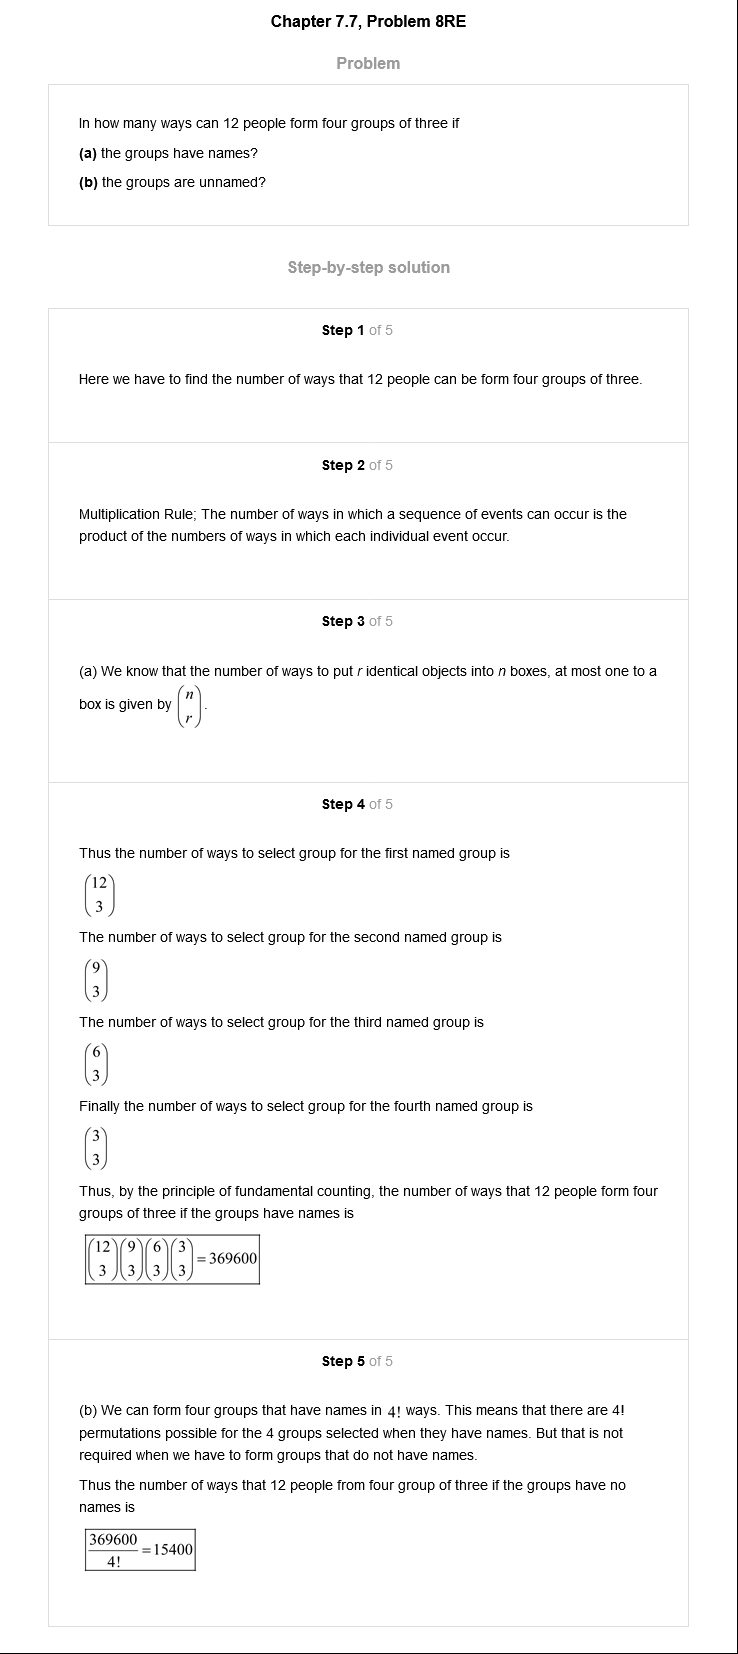 Chapter 7.7, Problem 8RE
Problem
In how many ways can 12 people form four groups of three if
(a) the groups have names?
(b) the groups are unnamed?
Step-by-step solution
Step 1 of 5
Here we have to find the number of ways that 12 people can be form four groups of three.
Step 2 of 5
Multiplication Rule; The number of ways in which a sequence of events can occur is the
product of the numbers of ways in which each individual event occur.
Step 3 of 5
(a) We know that the number of ways to put r identical objects into n boxes, at most one to a
box is given by (n r).
Step 4 of 5
Thus the number of ways to select group for the first named group is
(12 3)
The number of ways to select group for the second named group is
(9 3)
The number of ways to select group for the third named group is
(6 3)
Finally the number of ways to select group for the fourth named group is
(3 3)
Thus, by the principle of fundamental counting, the number of ways that 12 people form four
groups of three if the groups have names is
(12 3)(9 3)(6 3)(3 3) = 369600
Step 5 of 5
(b) We can form four groups that have names in 4! ways. This means that there are 4!
permutations possible for the 4 groups selected when they have names. But that is not
required when we have to form groups that do not have names.
Thus the number of ways that 12 people from four group of three if the groups have no
names is
369600
4!
= 15400